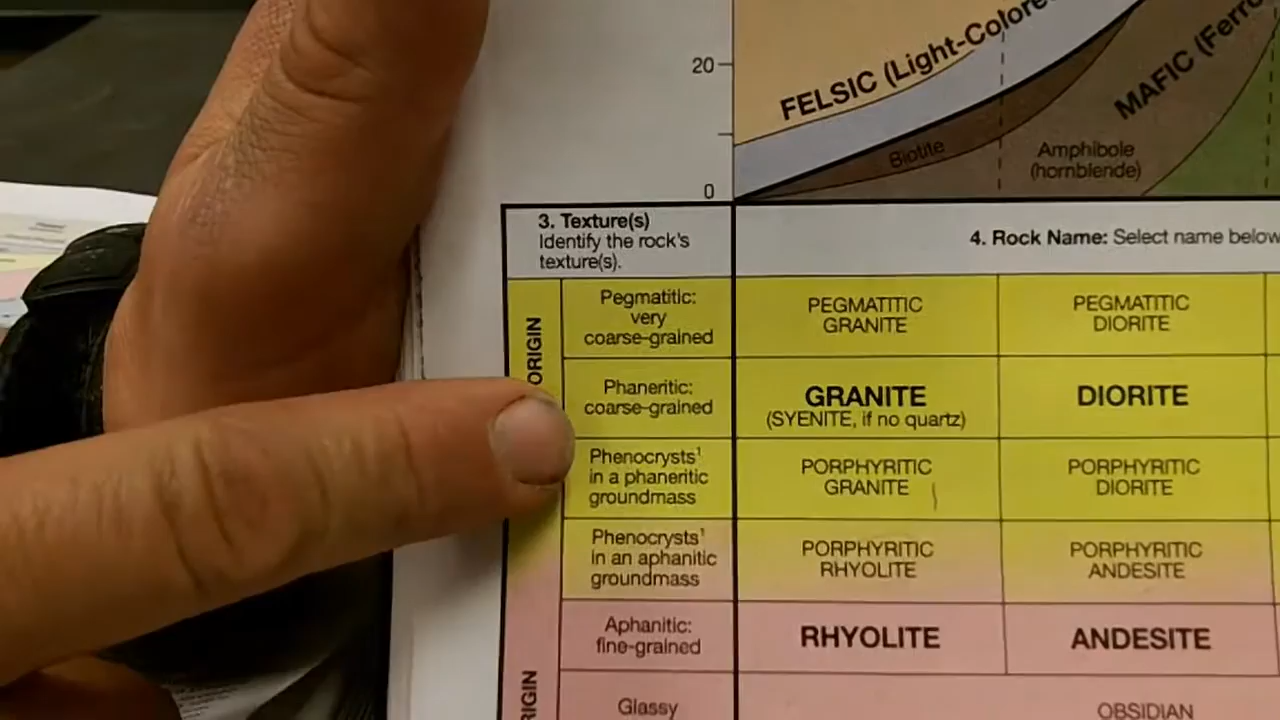 20
FELSIC (Light-Colore
MAFIC (Ferro
Biotite
Amphibole
(hornblende)
0
3. Texture(s)
Identify the rock's
texture(s).
4. Rock Name: Select name below
ORIGIN
Pegmatitic:
very
coarse-grained
PEGMATITIC
GRANITE
PEGMATITIC
DIORITE
Phaneritic:
coarse-grained
GRANITE
(SYENITE, if no quartz)
DIORITE
Phenocrysts¹
in a phaneritic
groundmass
PORPHYRITIC
GRANITE
PORPHYRITIC
DIORITE
Phenocrysts¹
in an aphanitic
groundmass
PORPHYRITIC
RHYOLITE
PORPHYRITIC
ANDESITE
Aphanitic:
fine-grained
RHYOLITE
ANDESITE
RIGIN
Glassy
OBSIDIAN